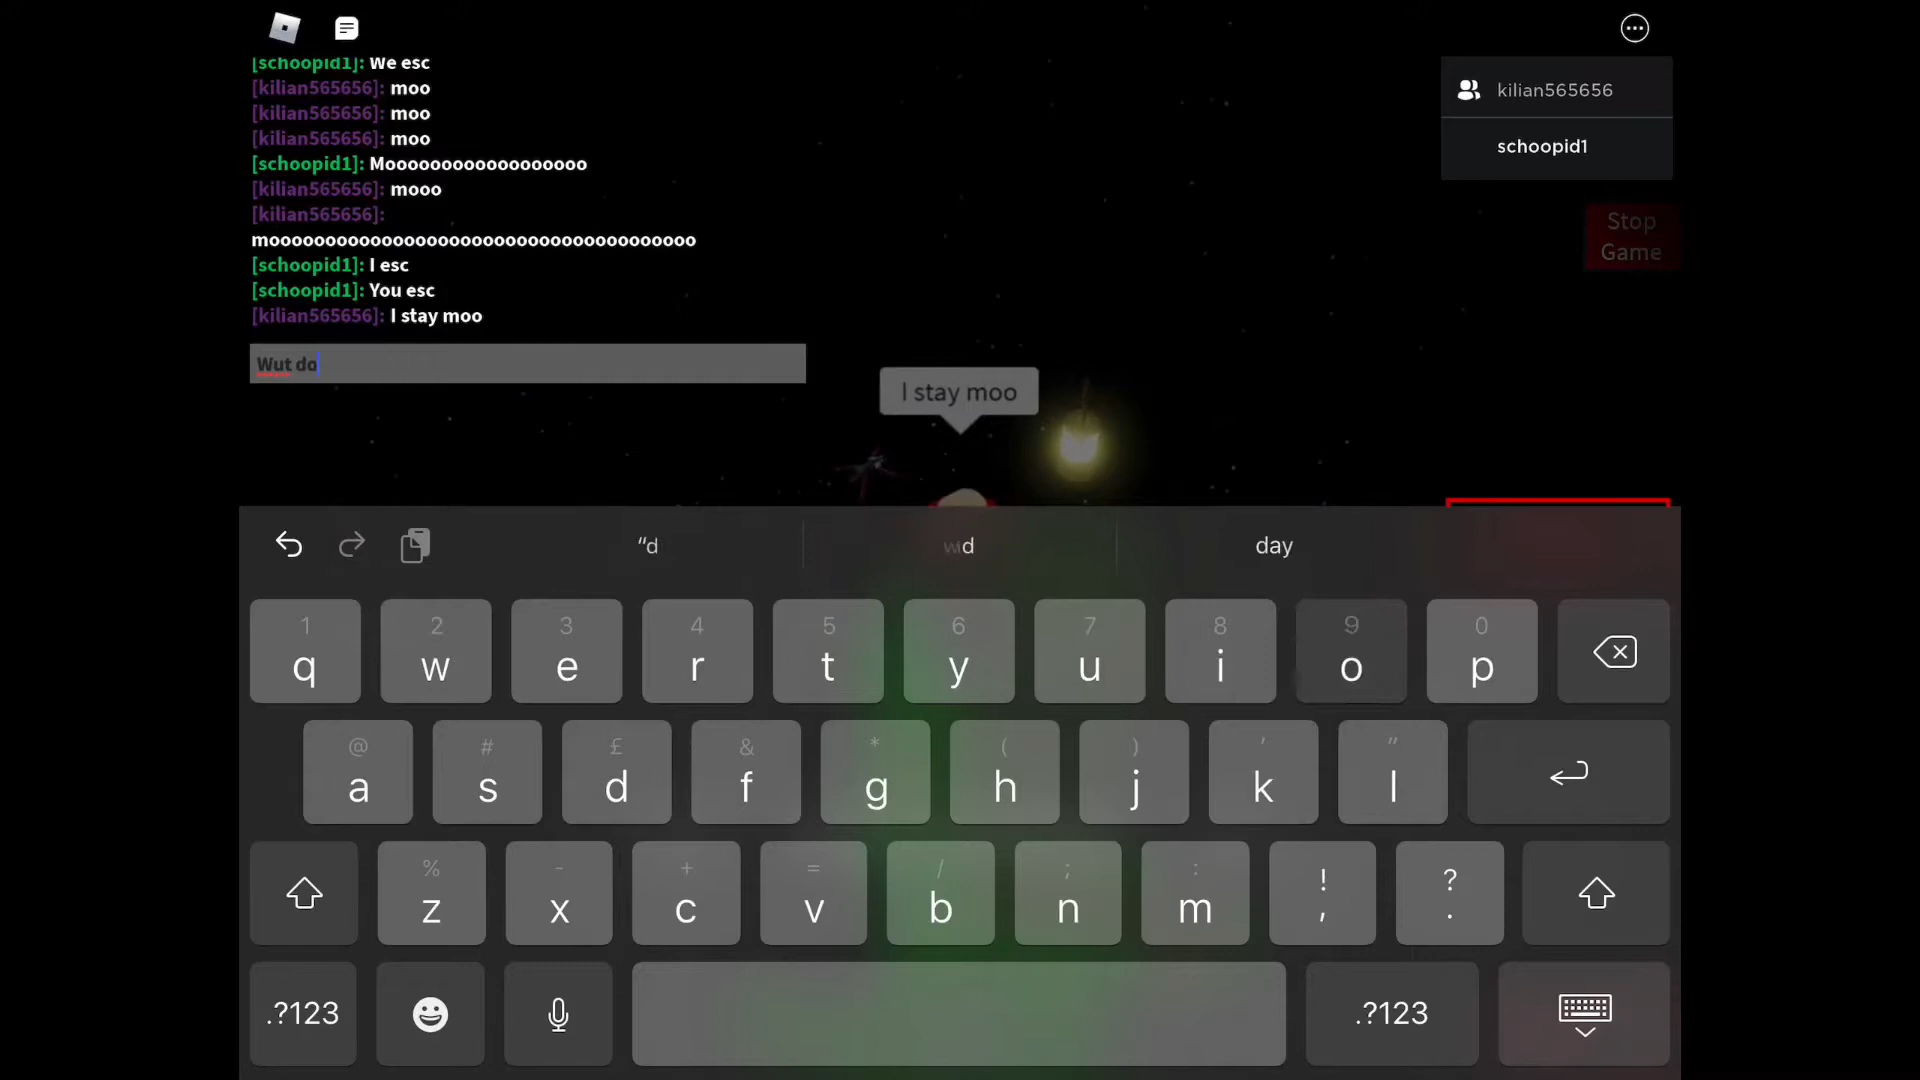 [schoopid1]: We esc
[kilian565656]: moo
[kilian565656]: moo
[kilian565656]: moo
[schoopid1]: Moooooooooooooooooo
[kilian565656]: mooo
[kilian565656]:
moooooooooooooooooooooooooooooooooooooo
[schoopid1]: I esc
[schoopid1]: You esc
[kilian565656]: I stay moo
Wut do
kilian565656
schoopid1
Stop
Game
I stay moo
“d
day
1 2 3 4 5 6 7 8 9 0
q w e r t y u i o p
@ # £ & * ( ) ' "
a s d f g h j k l
% - + = / ; : ! ?
z x c v b n m , .
.?123 .?123